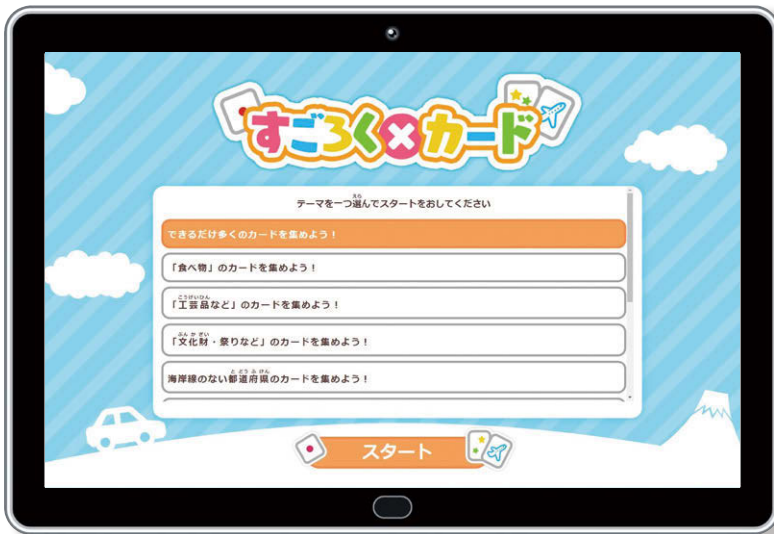 すごろく×カード
テーマを一つ選んでスタートをおしてください
できるだけ多くのカードを集めよう！
「食べ物」のカードを集めよう！
「工芸品など」のカードを集めよう！
「文化財・祭りなど」のカードを集めよう！
海岸線のない都道府県のカードを集めよう！
スタート